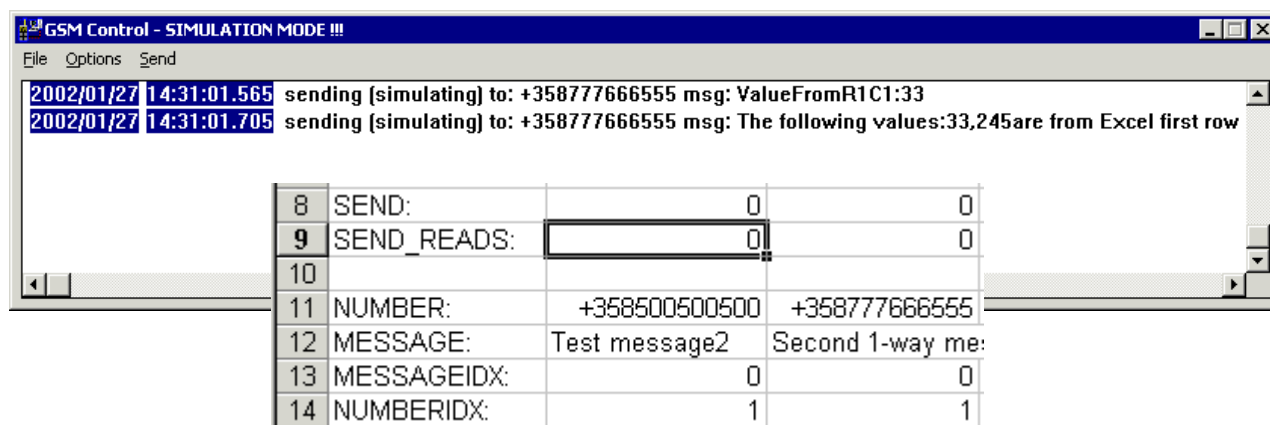 GSM Control - SIMULATION MODE !!!
File Options Send
2002/01/27 14:31:01.565 sending (simulating) to: +358777666555 msg: ValueFromR1C1:33
2002/01/27 14:31:01.705 sending (simulating) to: +358777666555 msg: The following values:33,245are from Excel first row
8 SEND: 0 0
9 SEND_READS: 0 0
10
11 NUMBER: +358500500500 +358777666555
12 MESSAGE: Test message2 Second 1-way
13 MESSAGEIDX: 0 0
14 NUMBERIDX: 1 1